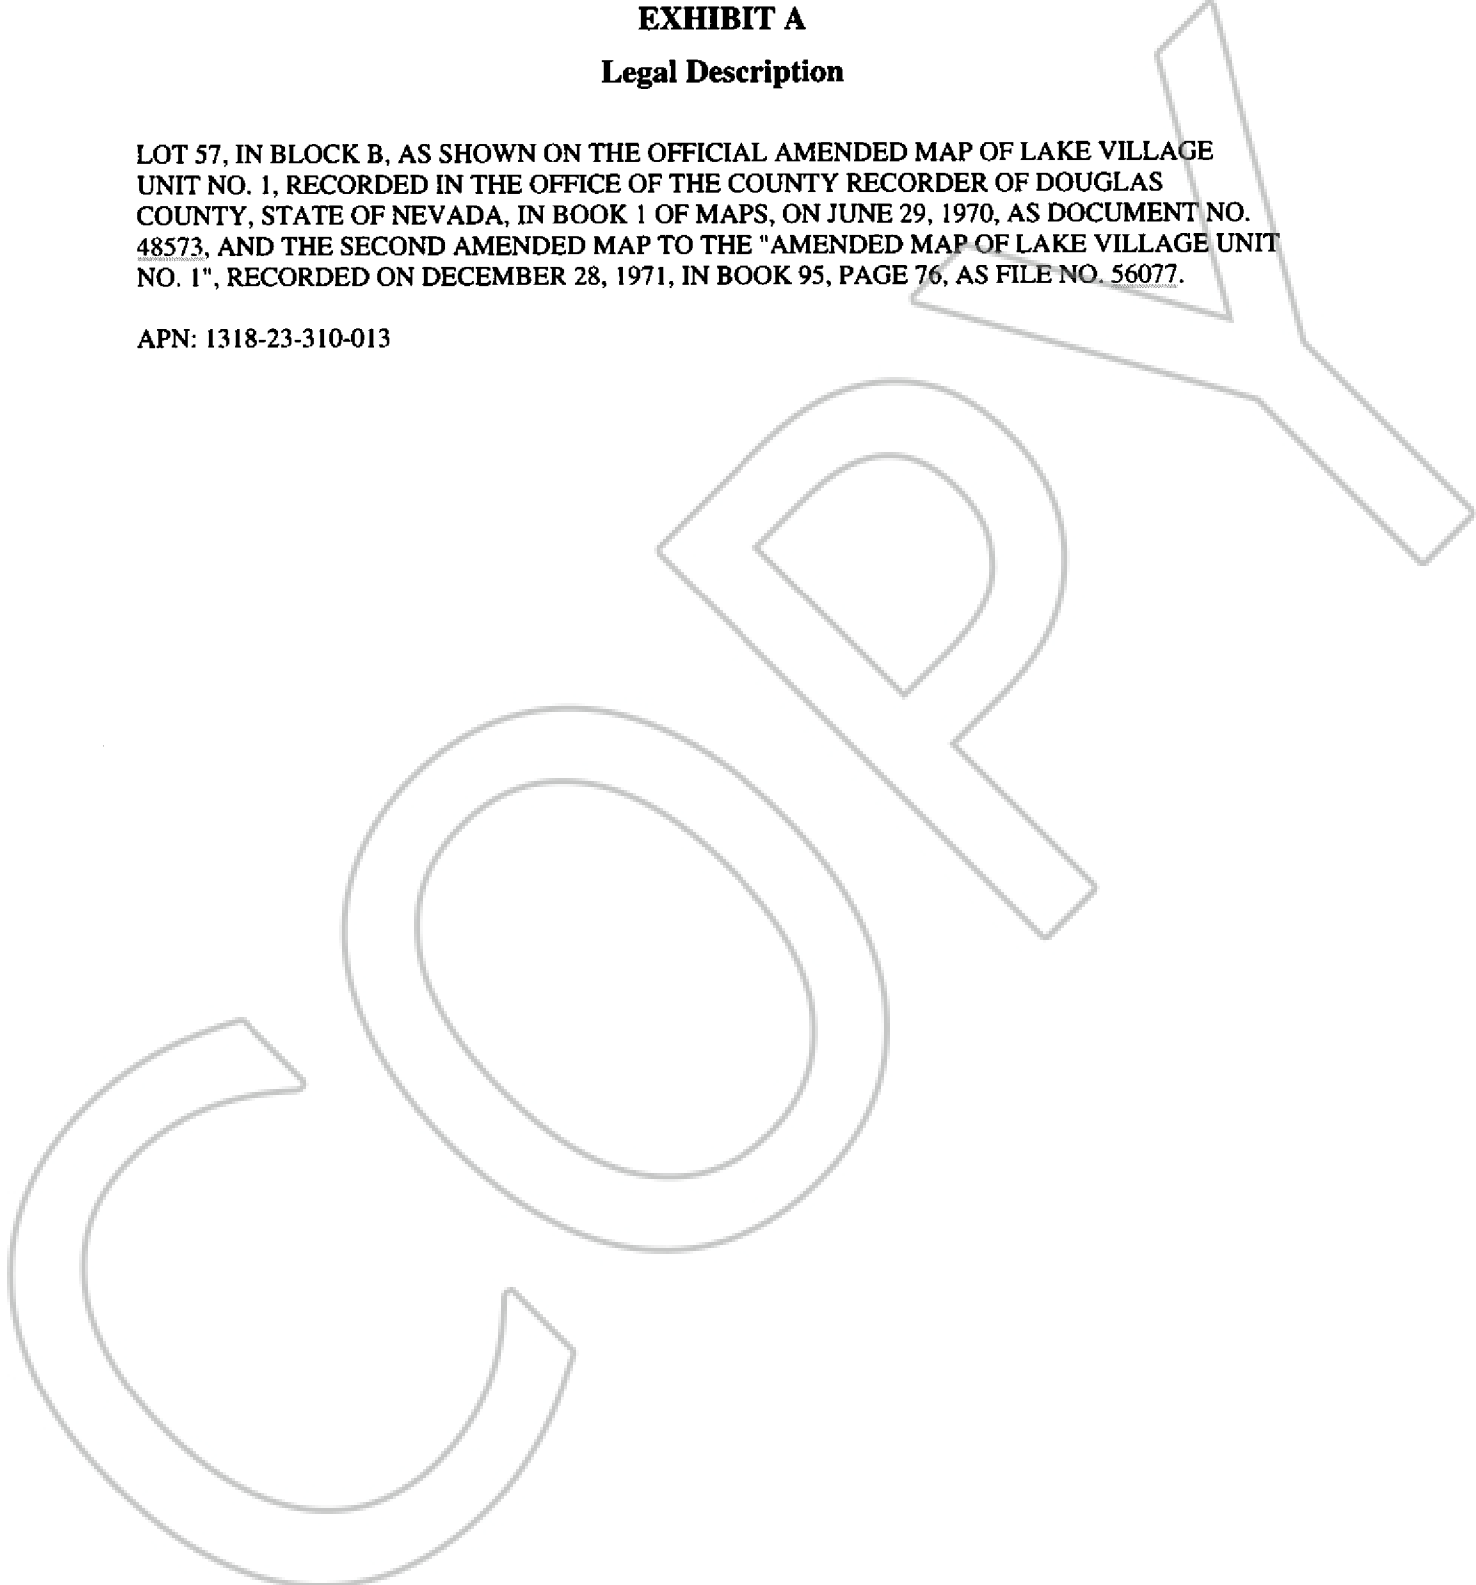 EXHIBIT A
Legal Description
LOT 57, IN BLOCK B, AS SHOWN ON THE OFFICIAL AMENDED MAP OF LAKE VILLAGE
UNIT NO. 1, RECORDED IN THE OFFICE OF THE COUNTY RECORDER OF DOUGLAS
COUNTY, STATE OF NEVADA, IN BOOK 1 OF MAPS, ON JUNE 29, 1970, AS DOCUMENT NO.
48573, AND THE SECOND AMENDED MAP TO THE "AMENDED MAP OF LAKE VILLAGE UNIT
NO. 1", RECORDED ON DECEMBER 28, 1971, IN BOOK 95, PAGE 76, AS FILE NO. 56077.
APN: 1318-23-310-013
COPY